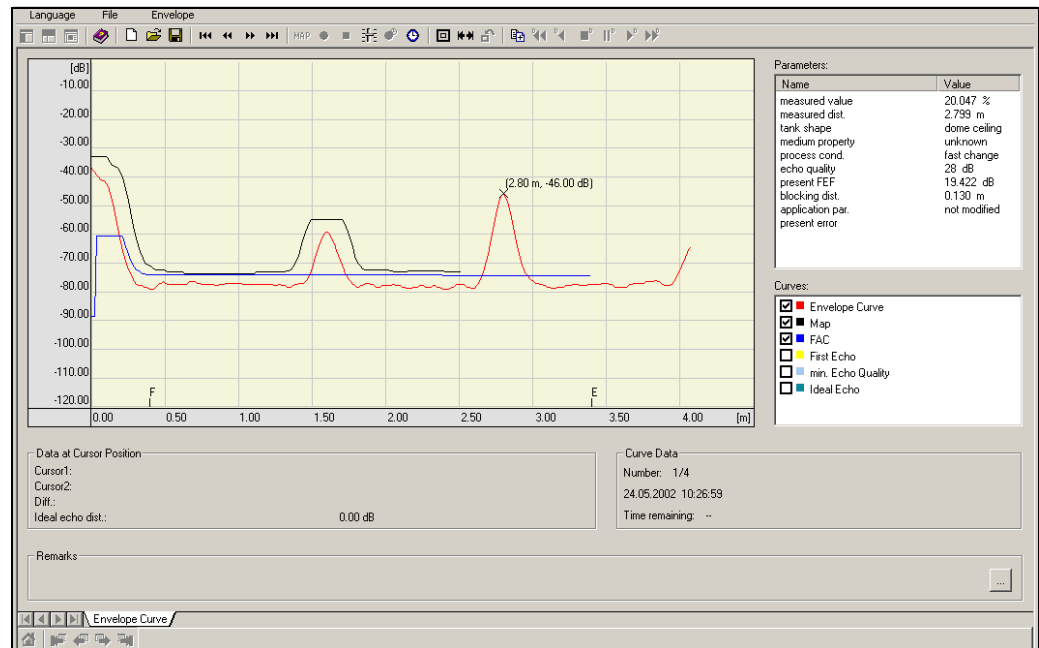 Language File Envelope
MAP
[dB]
-10.00
-20.00
-30.00
-40.00
-50.00
-60.00
-70.00
-80.00
-90.00
-100.00
-110.00
-120.00
(2.80 m, -46.00 dB)
F E
0.00 0.50 1.00 1.50 2.00 2.50 3.00 3.50 4.00 [m]
Parameters:
Name Value
measured value 20.047 %
measured dist. 2.799 m
tank shape dome ceiling
medium property unknown
process cond. fast change
echo quality 28 dB
present FEF 19.422 dB
blocking dist. 0.130 m
application par. not modified
present error
Curves:
Envelope Curve
Map
FAC
First Echo
min. Echo Quality
Ideal Echo
Data at Cursor Position
Cursor1:
Cursor2:
Diff.:
Ideal echo dist.: 0.00 dB
Curve Data
Number: 1/4
24.05.2002 10:26:59
Time remaining: --
Remarks
...
Envelope Curve